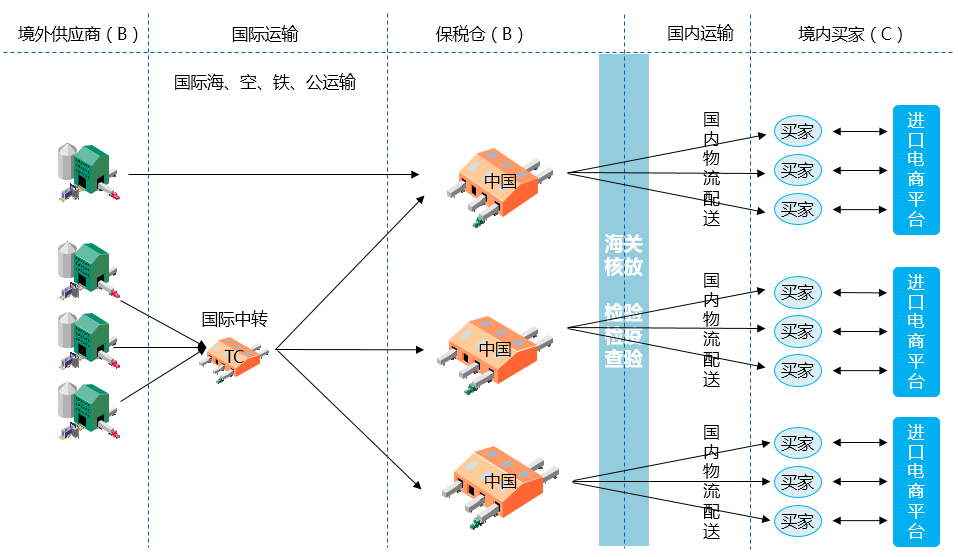 境外供应商（B）
国际运输
保税仓（B）
国内运输
境内买家（C）
国际海、空、铁、公运输
中国
国内物流配送
买家
买家
买家
进口电商平台
海关
核放
国际中转
TC
中国
检验
检疫
查验
国内物流配送
买家
买家
买家
进口电商平台
中国
国内物流配送
买家
买家
买家
进口电商平台